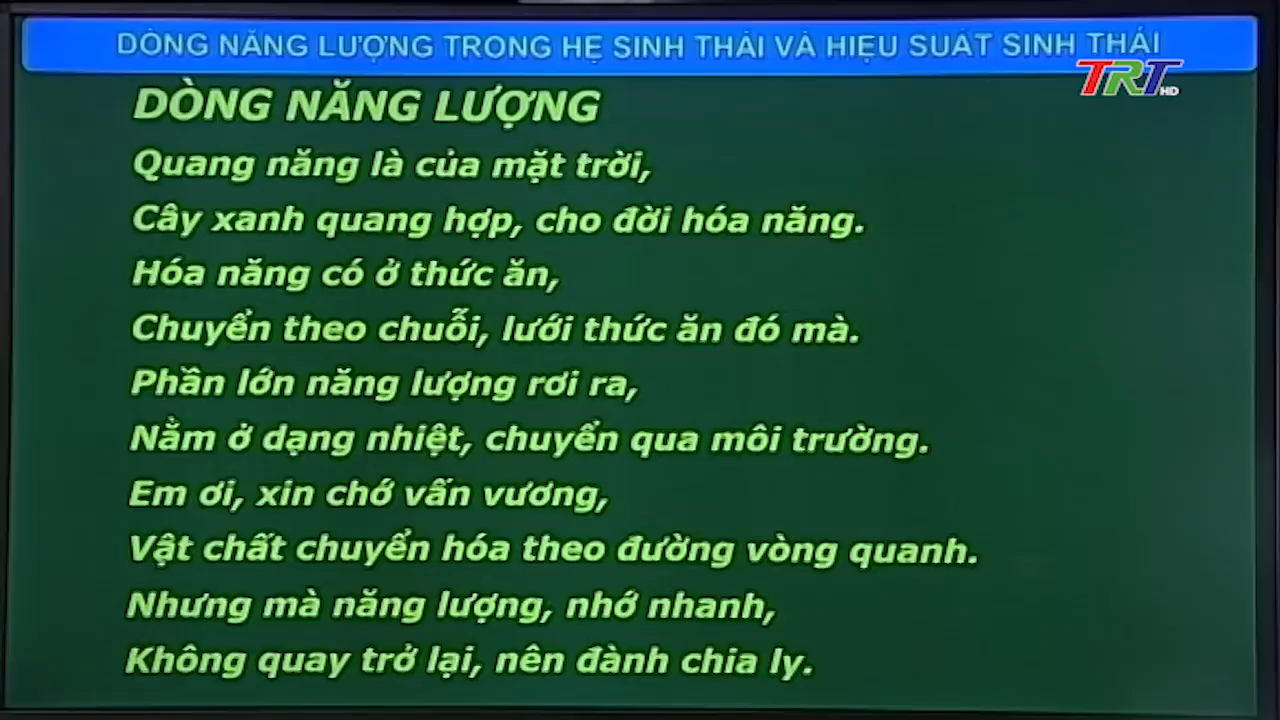 DÒNG NĂNG LƯỢNG TRONG HỆ SINH THÁI VÀ HIỆU SUẤT SINH THÁI
TRT HD
DÒNG NĂNG LƯỢNG
Quang năng là của mặt trời,
Cây xanh quang hợp, cho đời hóa năng.
Hóa năng có ở thức ăn,
Chuyển theo chuỗi, lưới thức ăn đó mà.
Phần lớn năng lượng rơi ra,
Nằm ở dạng nhiệt, chuyển qua môi trường.
Em ơi, xin chớ vấn vương,
Vật chất chuyển hóa theo đường vòng quanh.
Nhưng mà năng lượng, nhớ nhanh,
Không quay trở lại, nên đành chia ly.